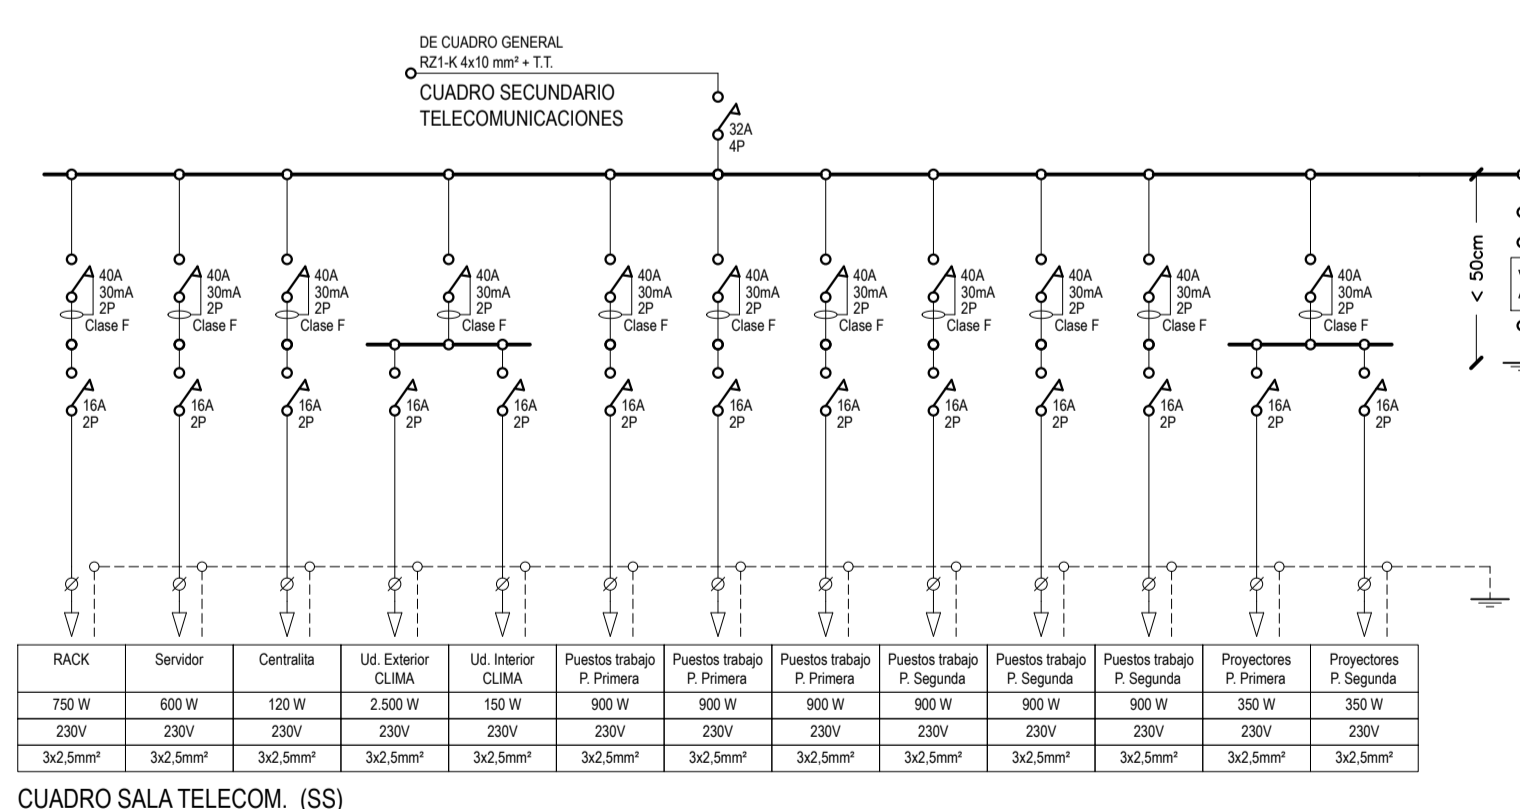 DE CUADRO GENERAL
RZ1-K 4x10 mm² + T.T.
CUADRO SECUNDARIO
TELECOMUNICACIONES
32A
4P
< 50cm
40A 40A 40A 40A 40A 40A 40A 40A 40A 40A 40A
30mA 30mA 30mA 30mA 30mA 30mA 30mA 30mA 30mA 30mA 30mA
2P 2P 2P 2P 2P 2P 2P 2P 2P 2P 2P
Clase F Clase F Clase F Clase F Clase F Clase F Clase F Clase F Clase F Clase F Clase F
16A 16A 16A 16A 16A 16A 16A 16A 16A 16A 16A 16A 16A
2P 2P 2P 2P 2P 2P 2P 2P 2P 2P 2P 2P 2P
RACK Servidor Centralita Ud. Exterior Ud. Interior Puestos trabajo Puestos trabajo Puestos trabajo Puestos trabajo Puestos trabajo Puestos trabajo Proyectores Proyectores
CLIMA CLIMA P. Primera P. Primera P. Primera P. Segunda P. Segunda P. Segunda P. Primera P. Segunda
750 W 600 W 120 W 2.500 W 150 W 900 W 900 W 900 W 900 W 900 W 900 W 350 W 350 W
230V 230V 230V 230V 230V 230V 230V 230V 230V 230V 230V 230V 230V
3x2,5mm² 3x2,5mm² 3x2,5mm² 3x2,5mm² 3x2,5mm² 3x2,5mm² 3x2,5mm² 3x2,5mm² 3x2,5mm² 3x2,5mm² 3x2,5mm² 3x2,5mm² 3x2,5mm²
CUADRO SALA TELECOM. (SS)